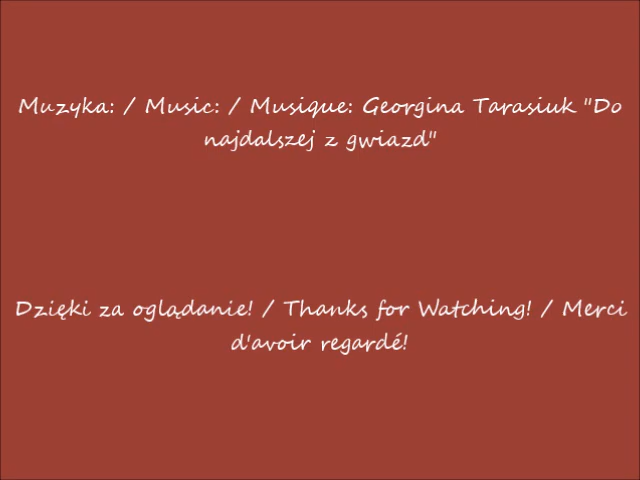 Muzyka: / Music: / Musique: Georgina Tarasiuk "Do
najdalszej z gwiazd"
Dzięki za oglądanie! / Thanks for Watching! / Merci
d'avoir regardé!